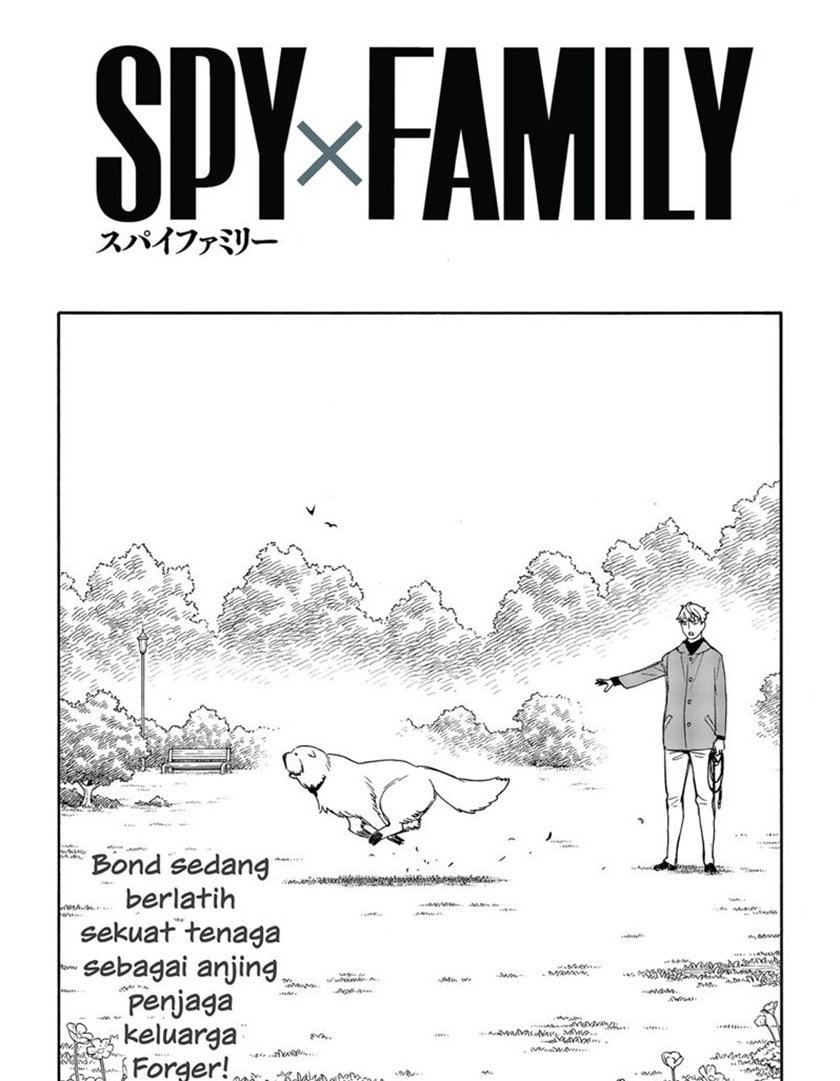 SPY×FAMILY
スパイファミリー
Bond sedang
berlatih
sekuat tenaga
sebagai anjing
penjaga
keluarga
Forger!